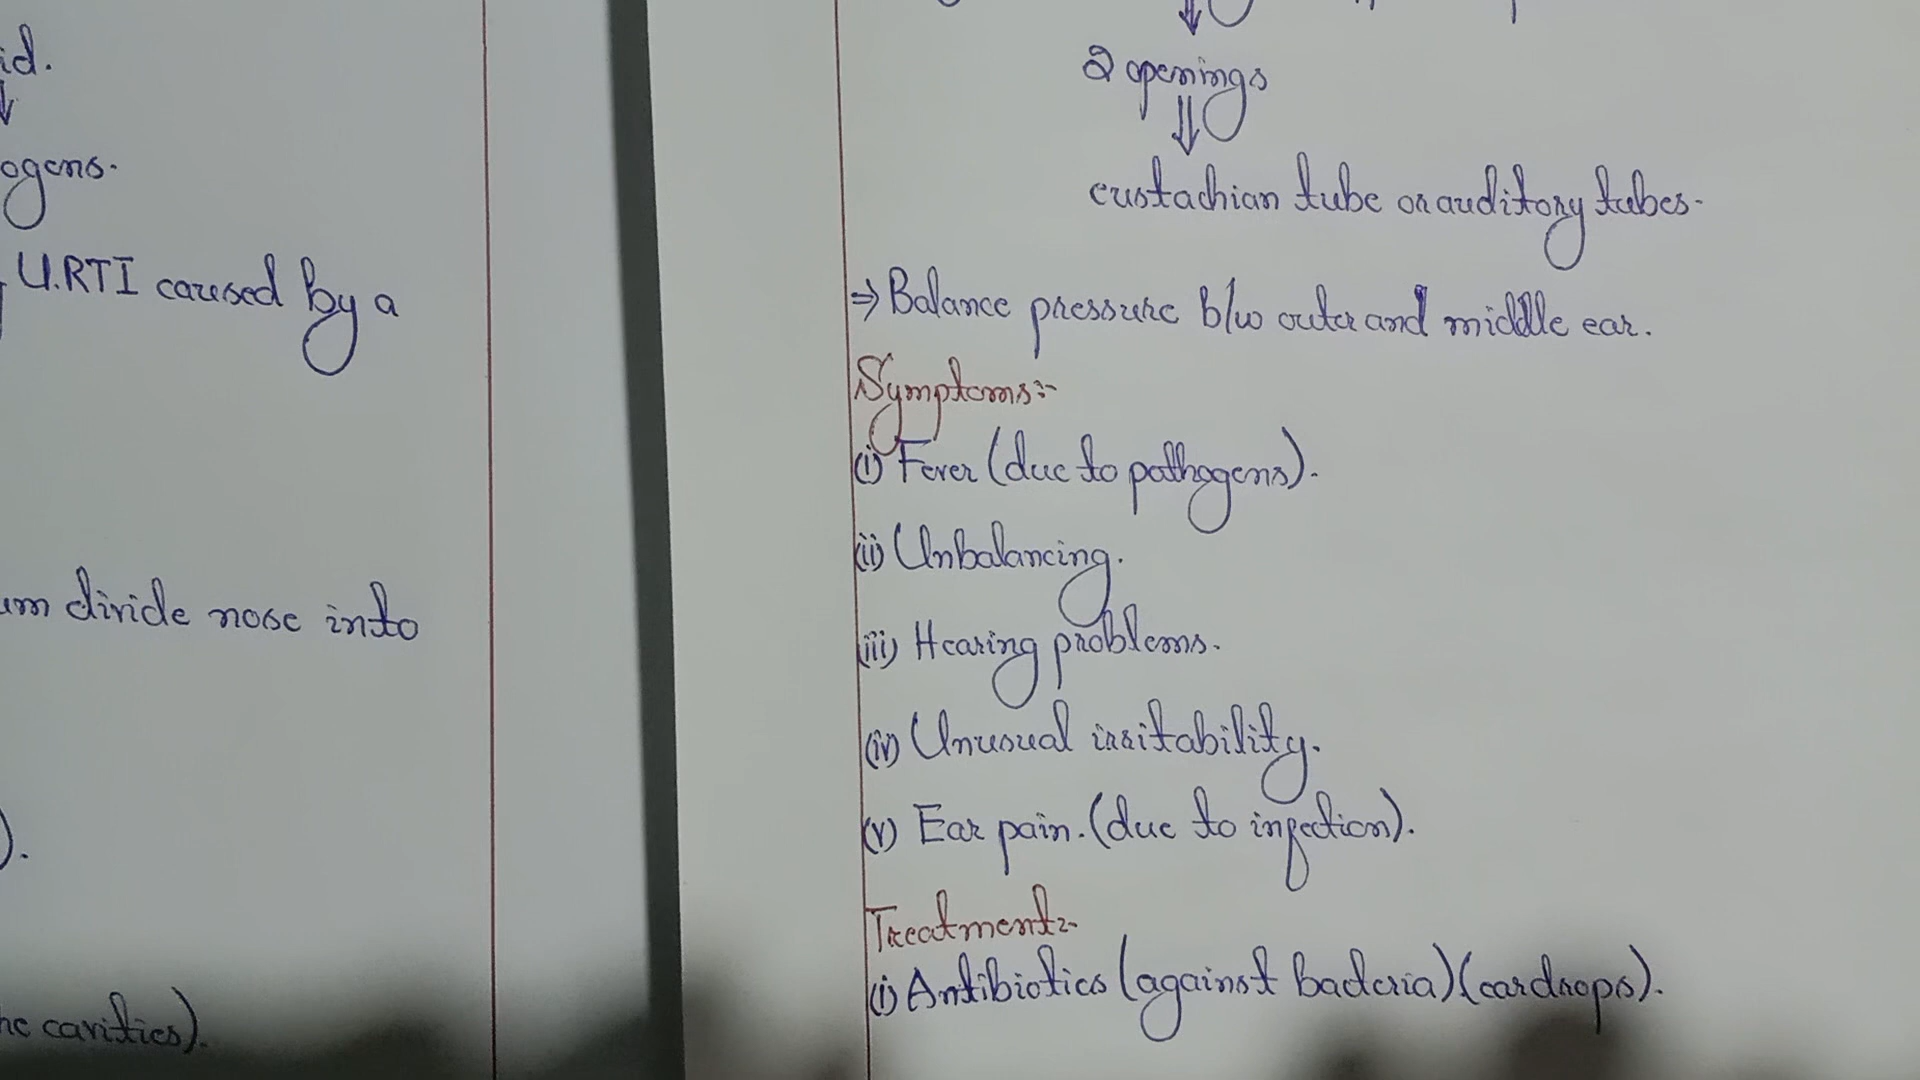 id.
ogens.
U.RTI caused by a
um divide nose into
).
he cavities).
2 openings
eustachian tube or auditory tubes.
⇒ Balance pressure b/w outer and middle ear.
Symptoms:-
(i) Fever (due to pathogens).
(ii) Unbalancing.
(iii) Hearing problems.
(iv) Unusual irritability.
(v) Ear pain. (due to infection).
Treatment:-
(i) Antibiotics (against bacteria) (eardrops).